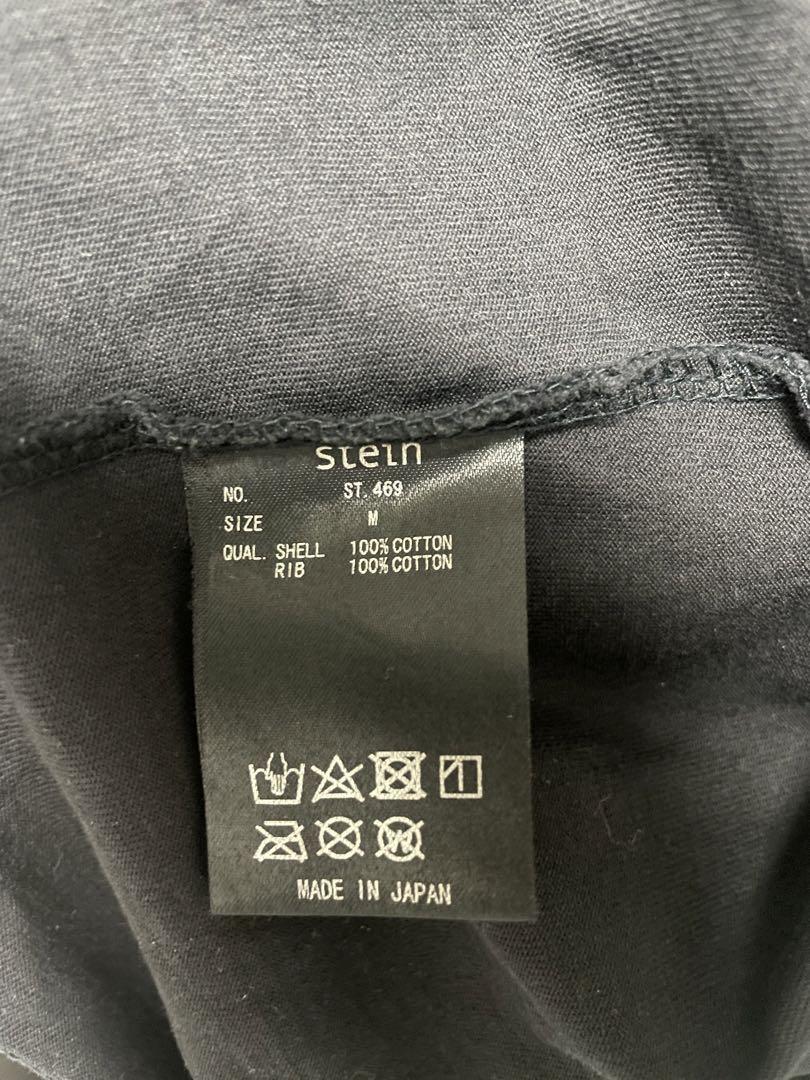 stein
NO. ST.469
SIZE M
QUAL. SHELL 100%COTTON
RIB 100%COTTON
MADE IN JAPAN